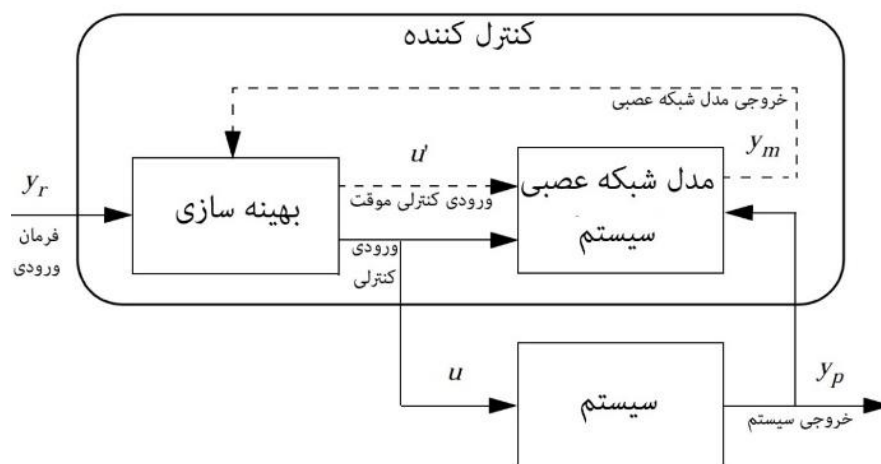 کنترل کننده
خروجی مدل شبکه عصبی
y_r
u'
y_m
بهینه سازی
مدل شبکه عصبی
سیستم
ورودی کنترلی موقت
فرمان
ورودی
ورودی
کنترلی
u
سیستم
y_p
خروجی سیستم